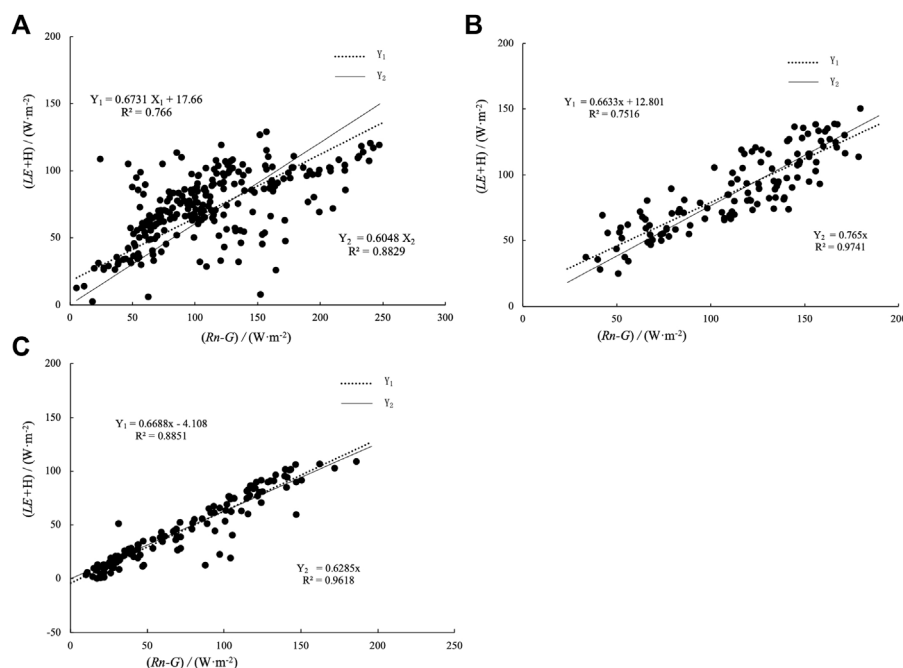 A
Y₁
Y₂
Y₁ = 0.6731 X₁ + 17.66
R² = 0.766
Y₂ = 0.6048 X₂
R² = 0.8829
(LE+H) / (W·m⁻²)
200
150
100
50
0
0 50 100 150 200 250 300
(Rn-G) / (W·m⁻²)
B
Y₁
Y₂
Y₁ = 0.6633x + 12.801
R² = 0.7516
Y₂ = 0.765x
R² = 0.9741
(LE+H) / (W·m⁻²)
200
150
100
50
0
0 50 100 150 200
(Rn-G) / (W·m⁻²)
C
Y₁
Y₂
Y₁ = 0.6688x - 4.108
R² = 0.8851
Y₂ = 0.6285x
R² = 0.9618
(LE+H) / (W·m⁻²)
200
150
100
50
0
-50
0 50 100 150 200 250
(Rn-G) / (W·m⁻²)